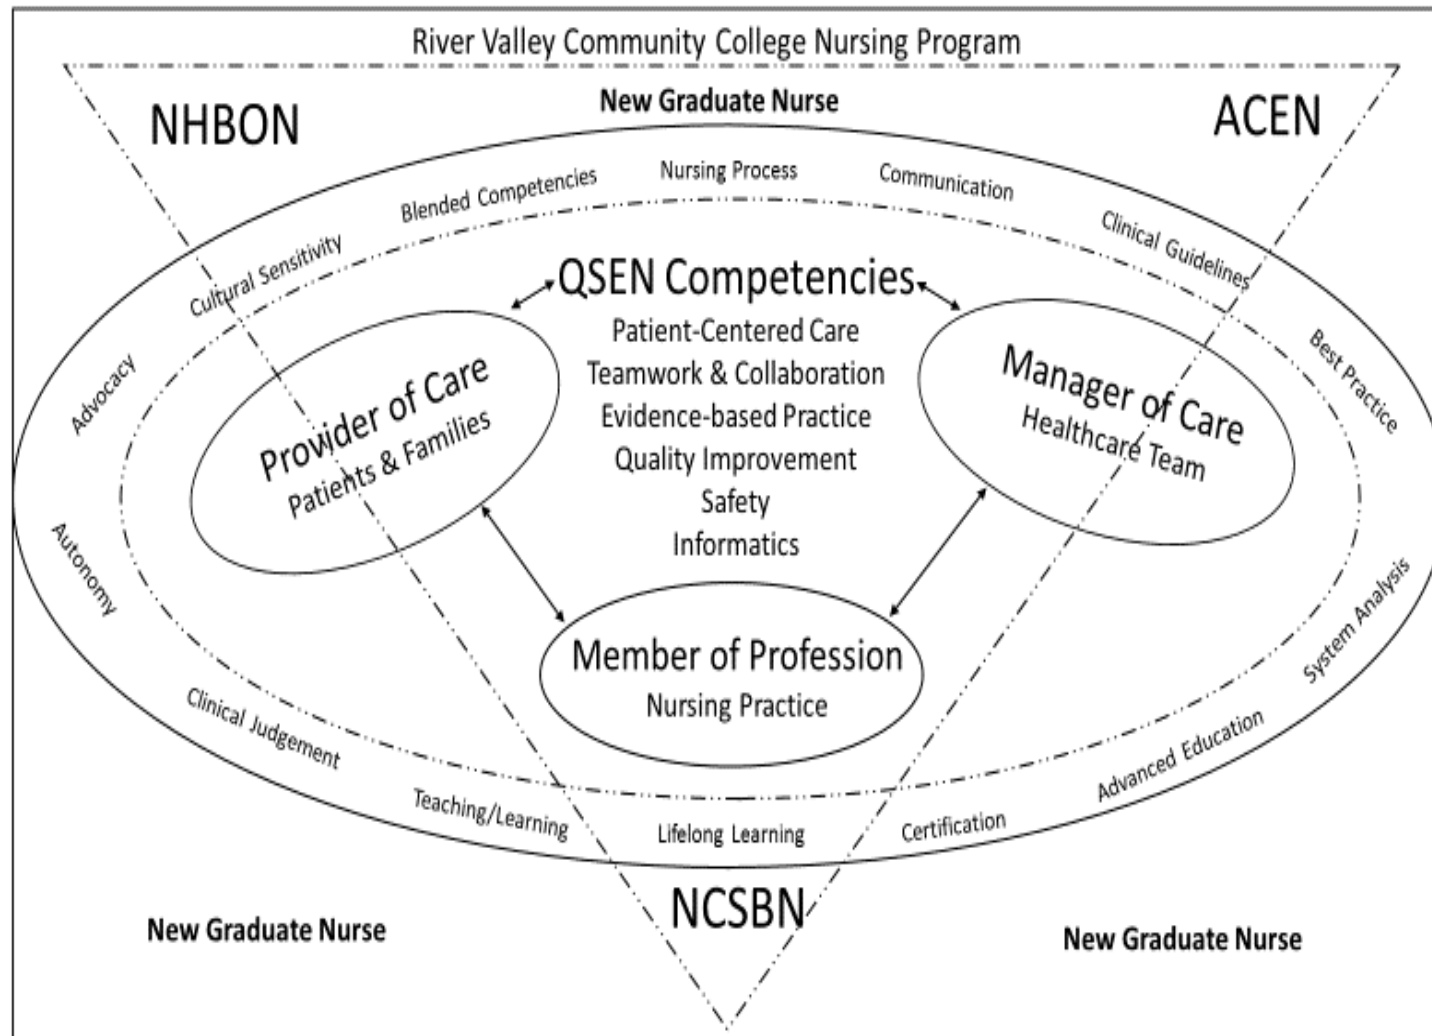 River Valley Community College Nursing Program
New Graduate Nurse
NHBON
ACEN
Nursing Process
Communication
Clinical Guidelines
Best Practice
System Analysis
Advanced Education
Certification
Lifelong Learning
Teaching/Learning
Clinical Judgement
Autonomy
Advocacy
Cultural Sensitivity
Blended Competencies
QSEN Competencies
Patient-Centered Care
Teamwork & Collaboration
Evidence-based Practice
Quality Improvement
Safety
Informatics
Provider of Care
Patients & Families
Manager of Care
Healthcare Team
Member of Profession
Nursing Practice
NCSBN
New Graduate Nurse
New Graduate Nurse